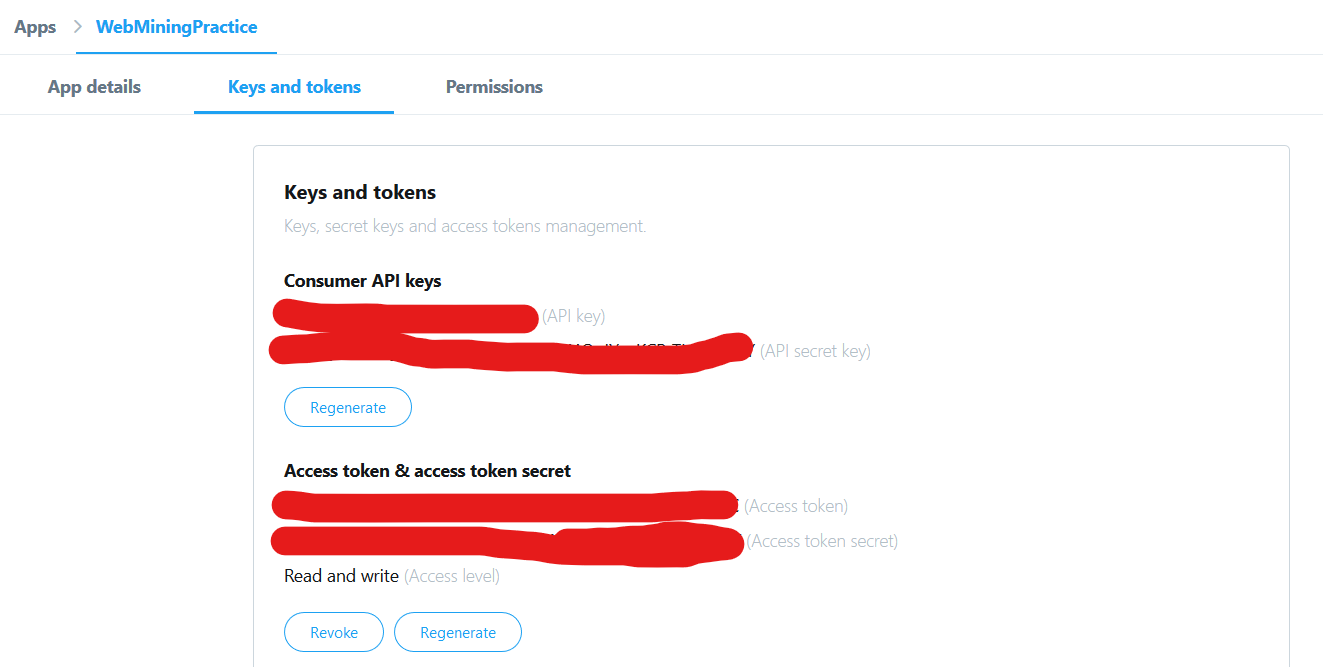 Apps > WebMiningPractice
App details Keys and tokens Permissions
Keys and tokens
Keys, secret keys and access tokens management.
Consumer API keys
(API key)
(API secret key)
Regenerate
Access token & access token secret
(Access token)
(Access token secret)
Read and write (Access level)
Revoke Regenerate